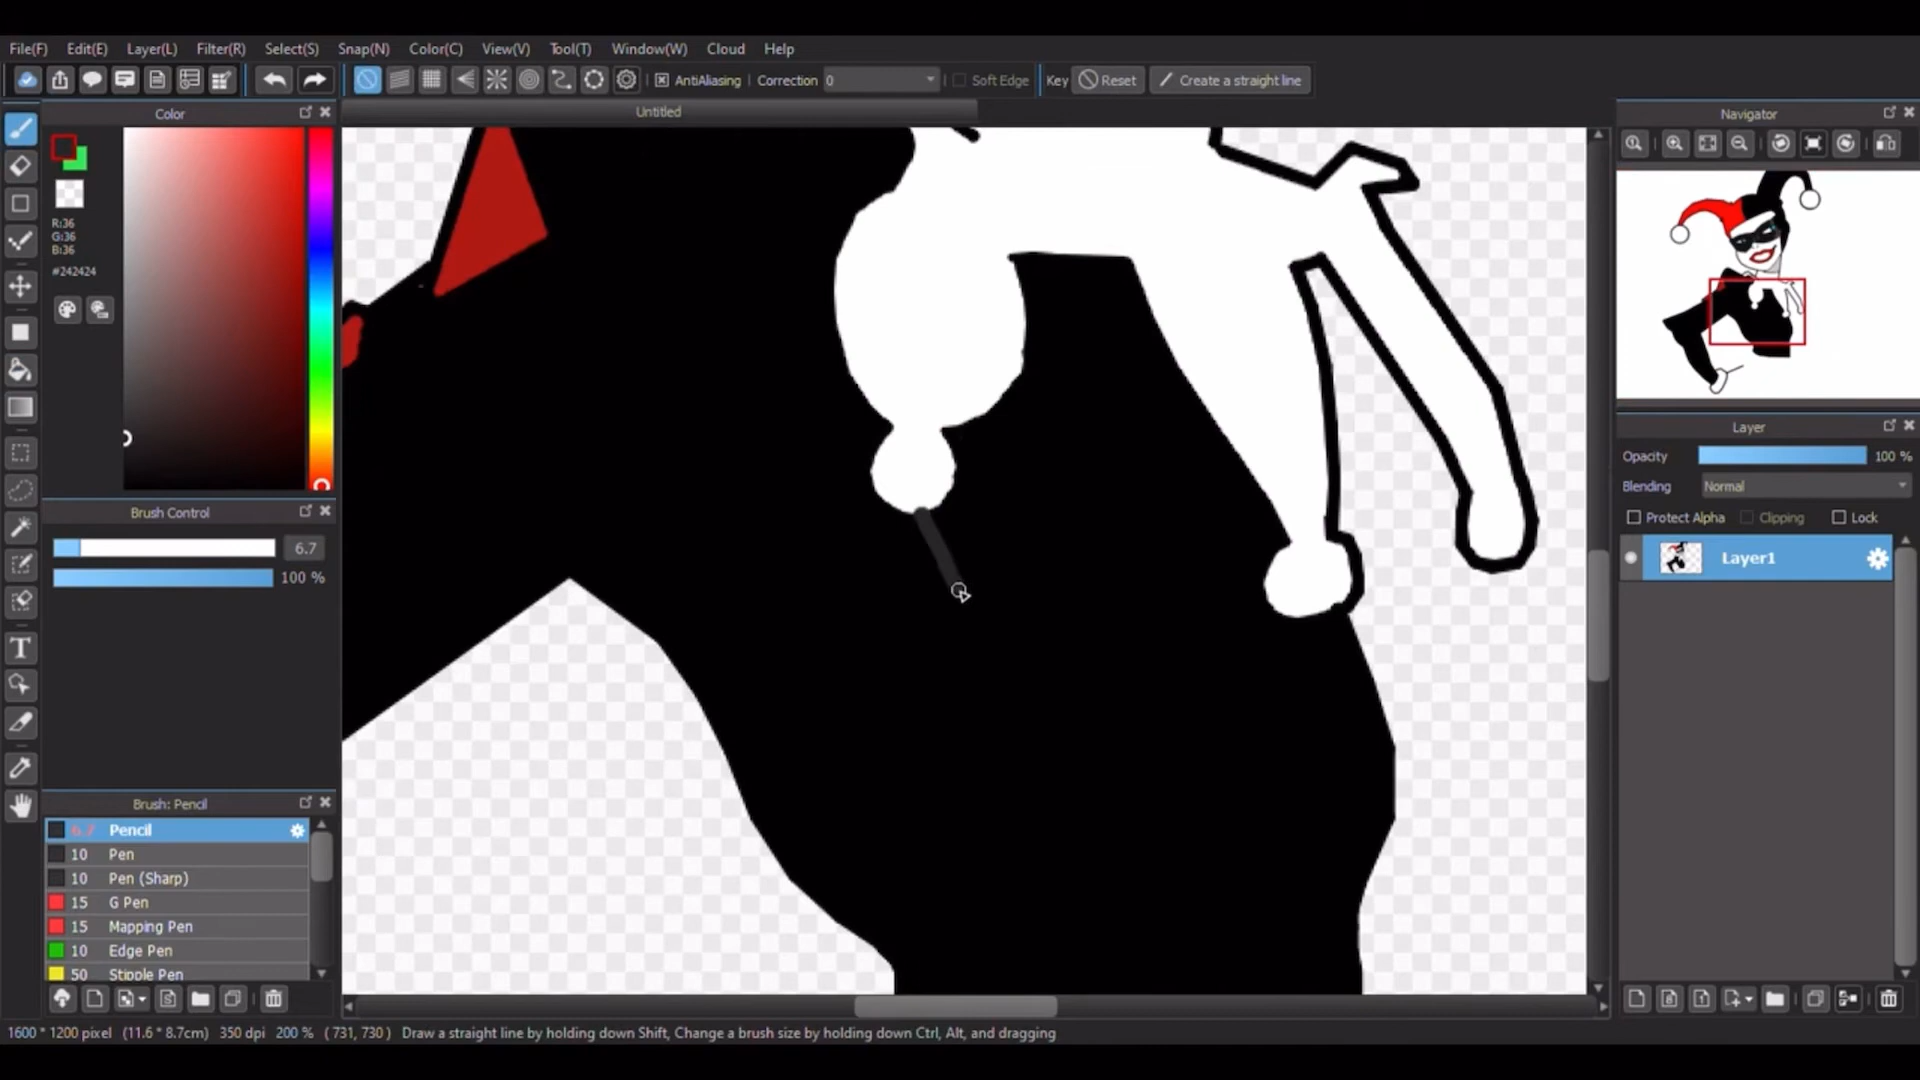 File(F) Edit(E) Layer(L) Filter(R) Select(S) Snap(N) Color(C) View(V) Tool(T) Window(W) Cloud Help
AntiAliasing Correction 0 Soft Edge Key Reset Create a straight line
Color
Untitled
Navigator
R:36
G:36
B:36
#242424
Brush Control
6.7
100 %
Brush: Pencil
6.7 Pencil
10 Pen
10 Pen (Sharp)
15 G Pen
15 Mapping Pen
10 Edge Pen
50 Stipple Pen
Layer
Opacity 100 %
Blending Normal
Protect Alpha Clipping Lock
Layer1
1600 * 1200 pixel (11.6 * 8.7cm) 350 dpi 200 % ( 731, 730 ) Draw a straight line by holding down Shift, Change a brush size by holding down Ctrl, Alt, and dragging